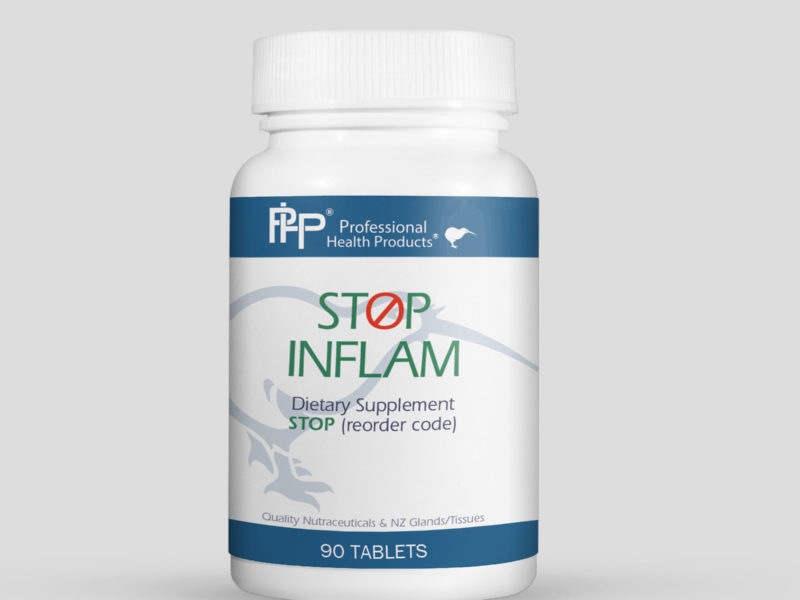 PHP® Professional
Health Products®
STOP
INFLAM
Dietary Supplement
STOP (reorder code)
Quality Nutraceuticals & NZ Glands/Tissues
90 TABLETS